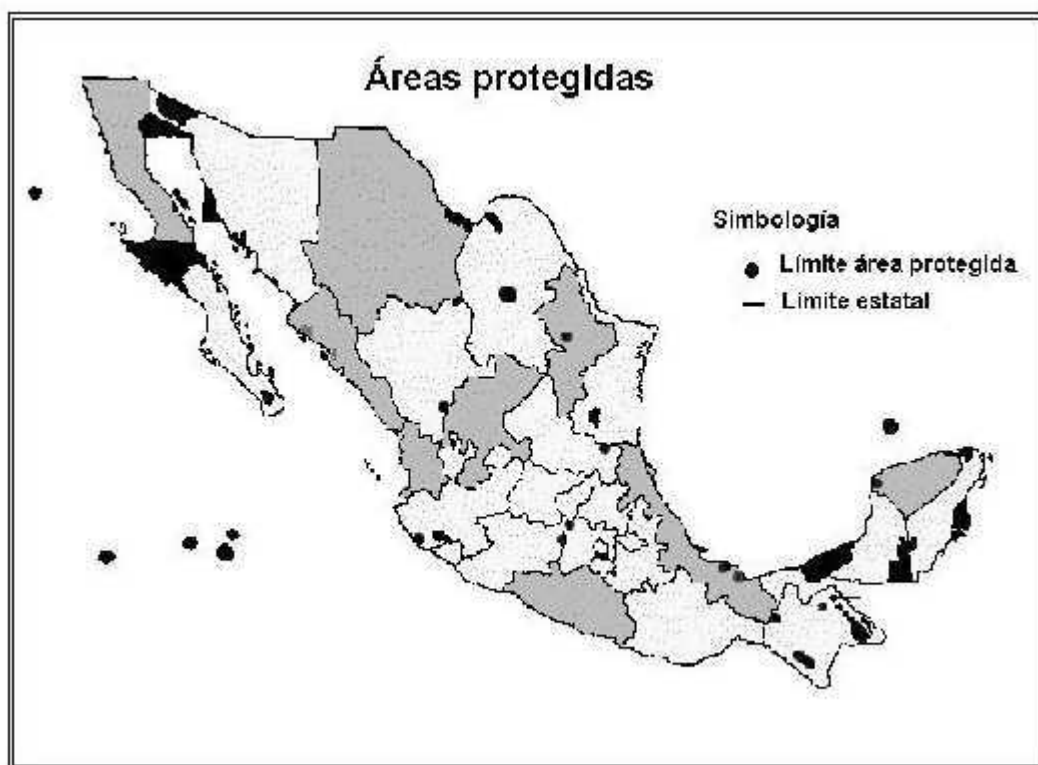 Áreas protegidas
Simbología
Límite área protegida
Límite estatal